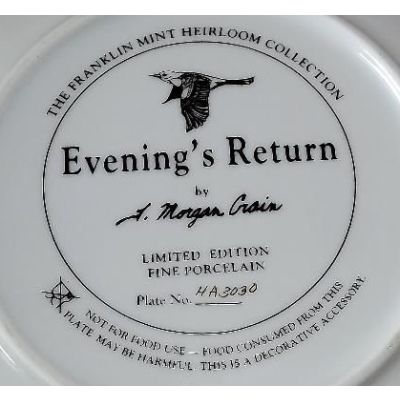 THE FRANKLIN MINT HEIRLOOM COLLECTION
Evening's Return
by
J. Morgan Crain
LIMITED EDITION
FINE PORCELAIN
Plate No. HA3030
NOT FOR FOOD USE – FOOD CONSUMED FROM THIS
PLATE MAY BE HARMFUL. THIS IS A DECORATIVE ACCESSORY.